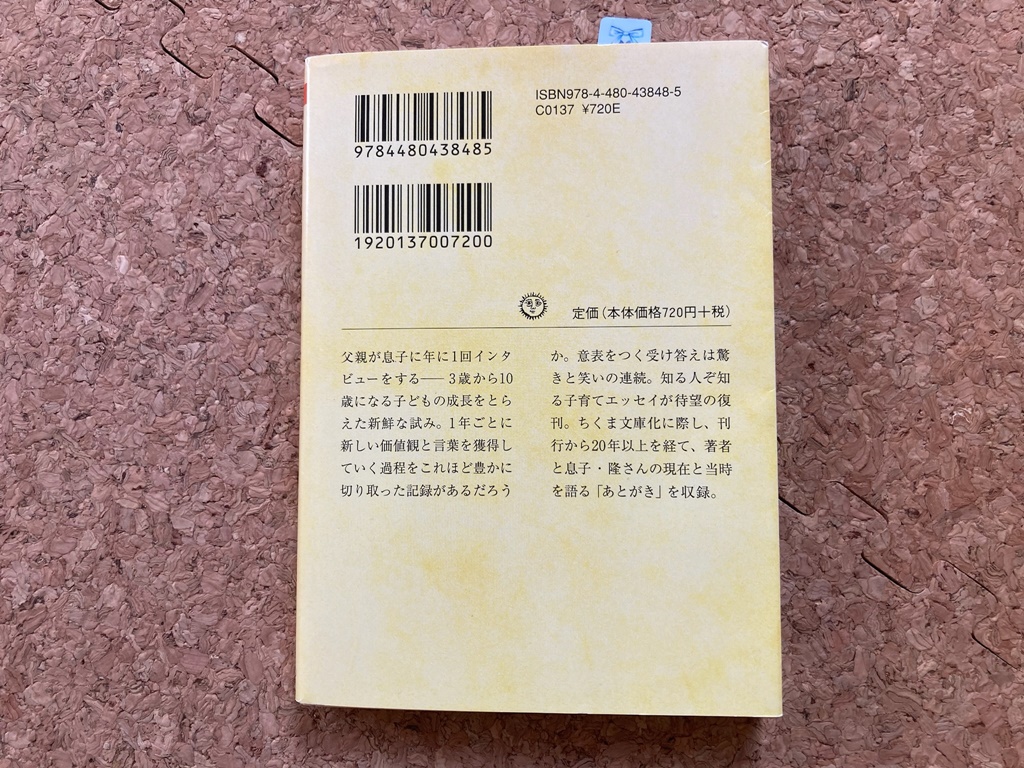 9784480438485
ISBN978-4-480-43848-5
C0137 ¥720E
1920137007200
定価(本体価格720円+税)
父親が息子に年に1回インタ
ビューをする── 3歳から10
歳になる子どもの成長をとら
えた新鮮な試み。1年ごとに
新しい価値観と言葉を獲得し
ていく過程をこれほど豊かに
切り取った記録があるだろう
か。意表をつく受け答えは驚
きと笑いの連続。知る人ぞ知
る子育てエッセイが待望の復
刊。ちくま文庫化に際し、刊
行から20年以上を経て、著者
と息子・隆さんの現在と当時
を語る「あとがき」を収録。